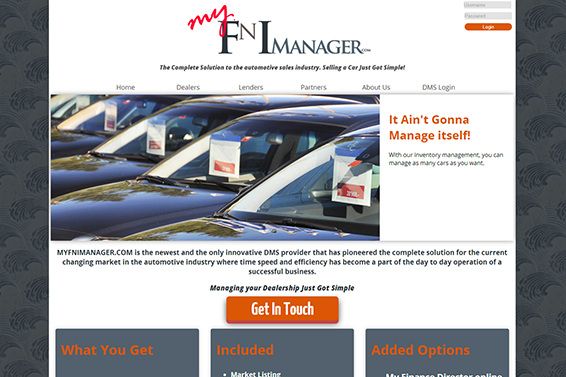 my FNI MANAGER.COM
Username
Password
Login
The Complete Solution to the automotive sales industry. Selling a Car Just Got Simple!
Home Dealers Lenders Partners About Us DMS Login
It Ain't Gonna
Manage itself!
With our inventory management, you can
manage as many cars as you want.
MYFNIMANAGER.COM is the newest and the only innovative DMS provider that has pioneered the complete solution for the current
changing market in the automotive industry where time speed and efficiency has become a part of the day to day operation of a
successful business.
Managing your Dealership Just Got Simple
Get In Touch
What You Get
Included
Added Options
Market Listing
My Finance Director online